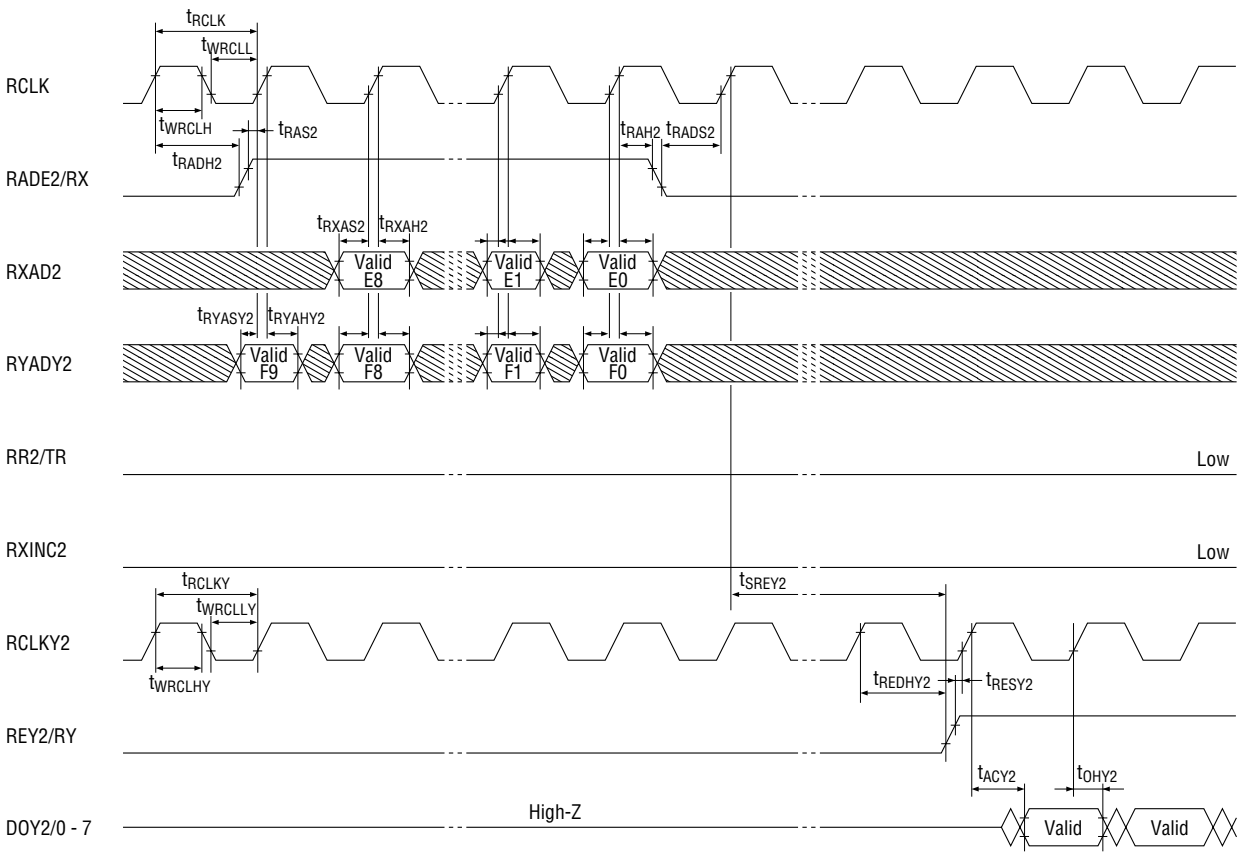 tRCLK
tWRCLL
RCLK
tWRCLH
tRAS2
tRAH2
tRADS2
tRADH2
RADE2/RX
tRXAS2
tRXAH2
RXAD2
Valid
E8
Valid
E1
Valid
E0
tRYASY2
tRYAHY2
RYADY2
Valid
F9
Valid
F8
Valid
F1
Valid
F0
RR2/TR
Low
RXINC2
Low
tRCLKY
tSREY2
tWRCLLY
RCLKY2
tWRCLHY
tREDHY2
tRESY2
REY2/RY
tACY2
tOHY2
High-Z
DOY2/0 - 7
Valid
Valid